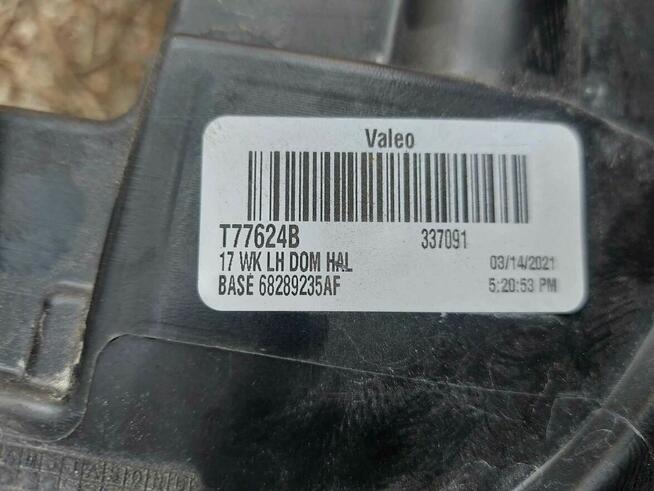 Valeo
T77624B 337091
17 WK LH DOM HAL 03/14/2021
BASE 68289235AF 5:20:53 PM